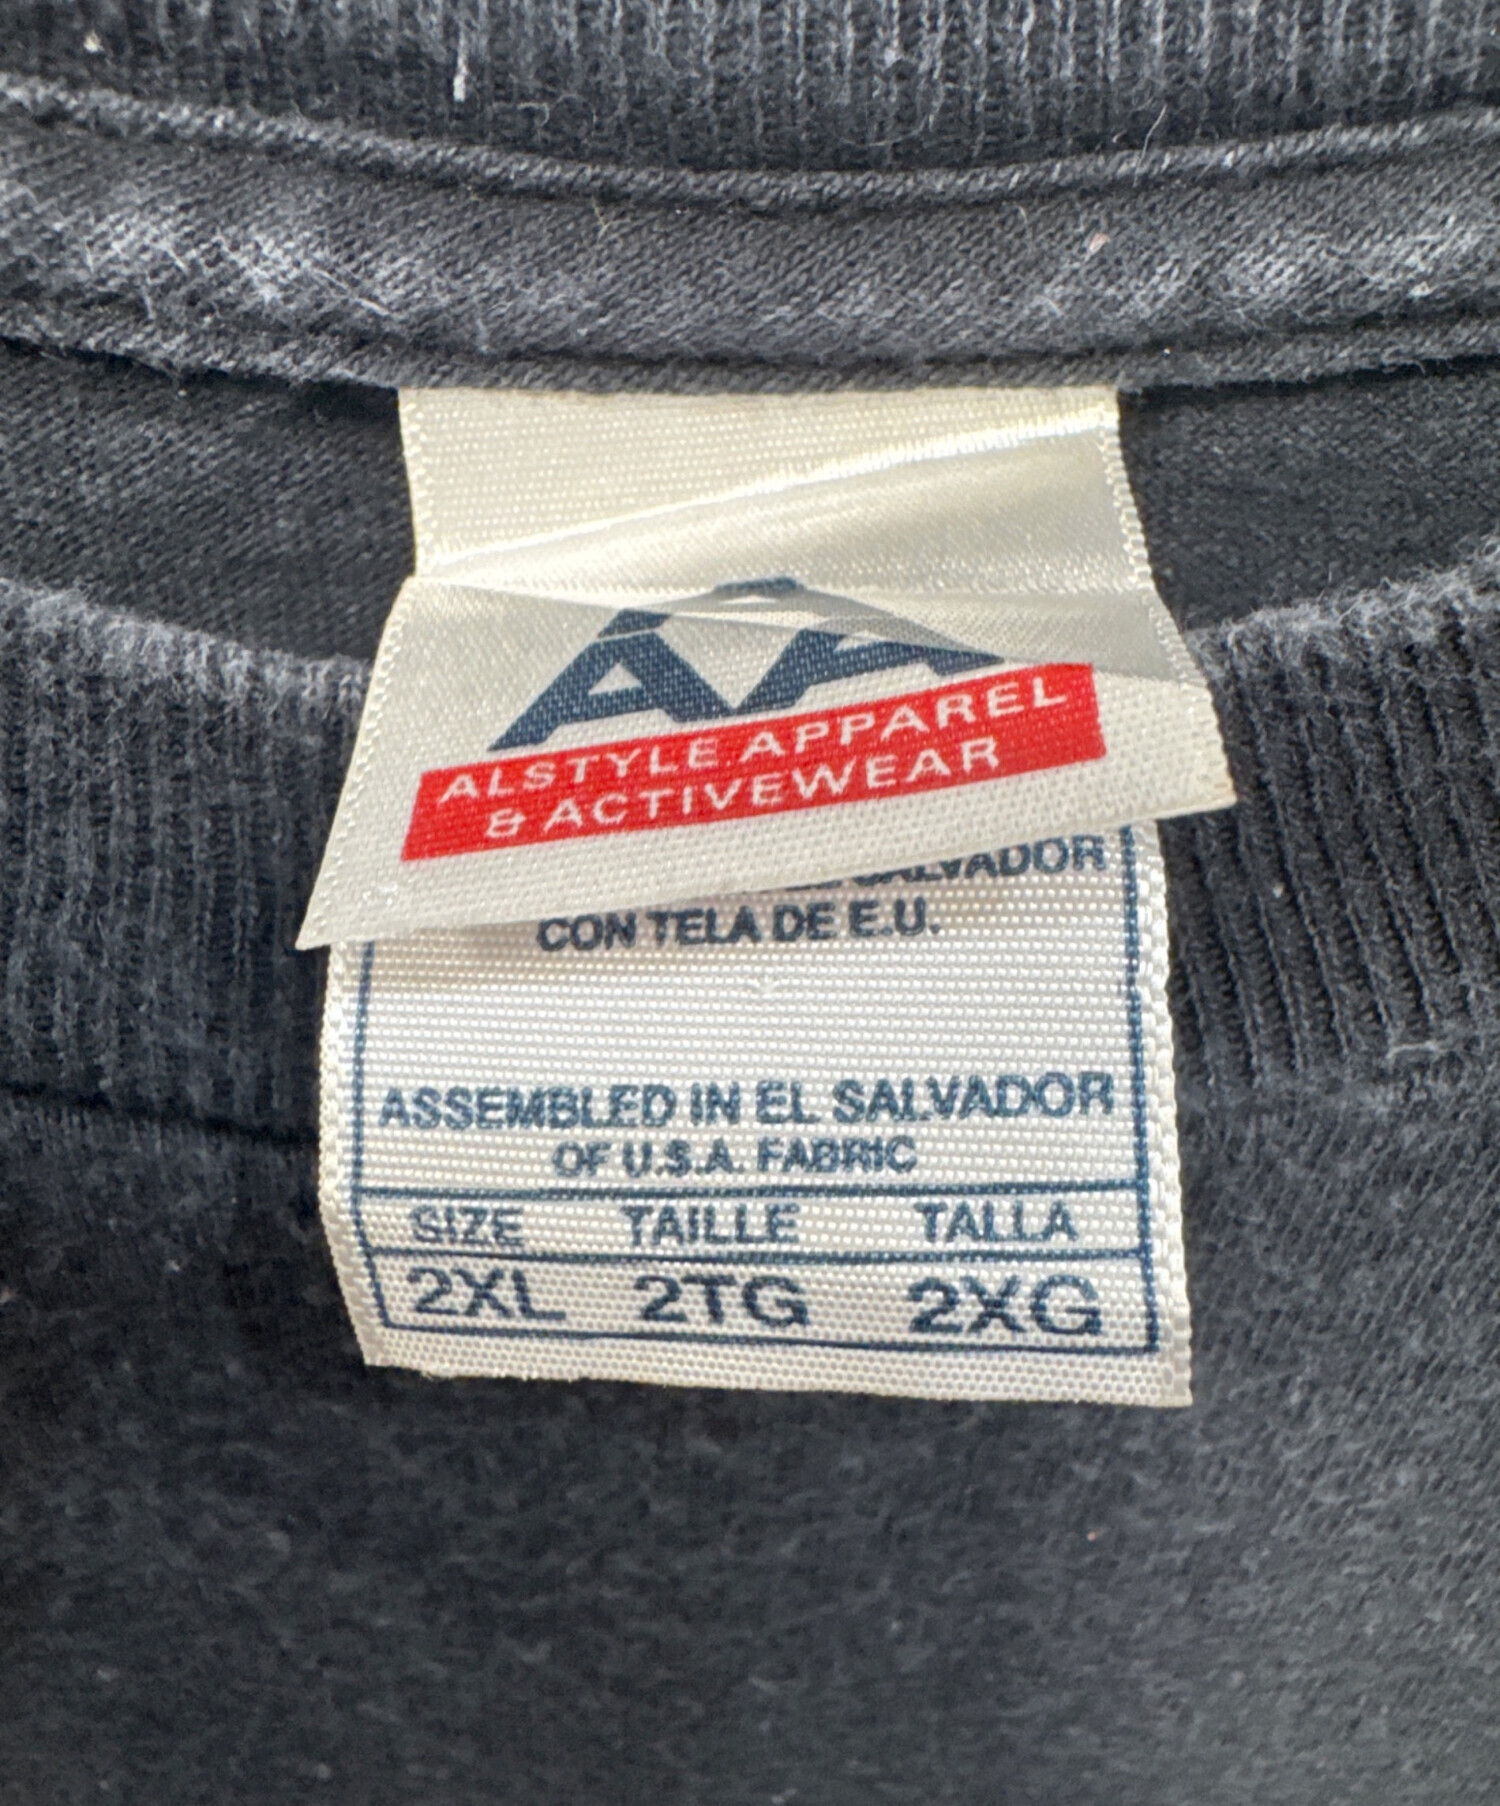 AA
ALSTYLE APPAREL
& ACTIVEWEAR
SALVADOR
CON TELA DE E.U.
ASSEMBLED IN EL SALVADOR
OF U.S.A. FABRIC
SIZE TAILLE TALLA
2XL 2TG 2XG